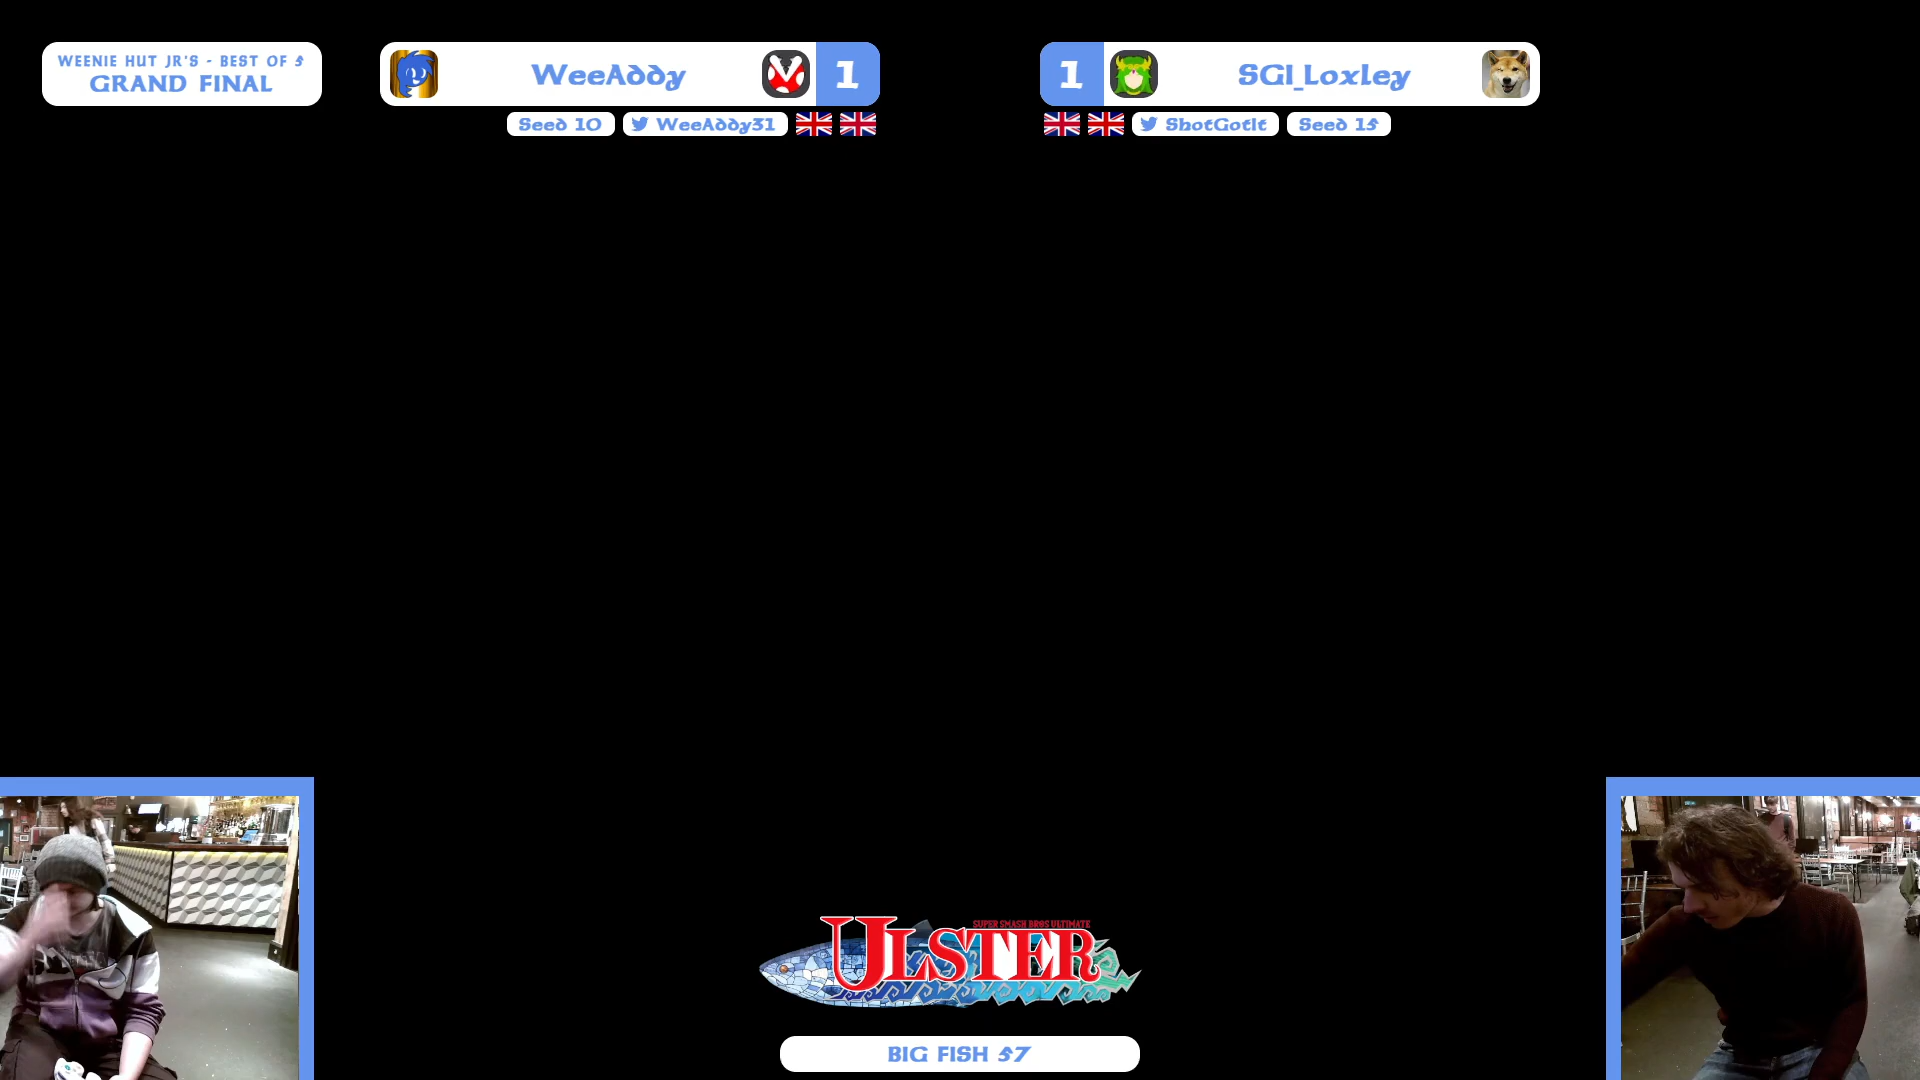 WEENIE HUT JR'S - BEST OF 5
GRAND FINAL
WeeAddy
1
1
SGI_Loxley
Seed 10
WeeAddy31
ShotGotIt
Seed 15
SUPER SMASH BROS ULTIMATE
ULSTER
BIG FISH 57